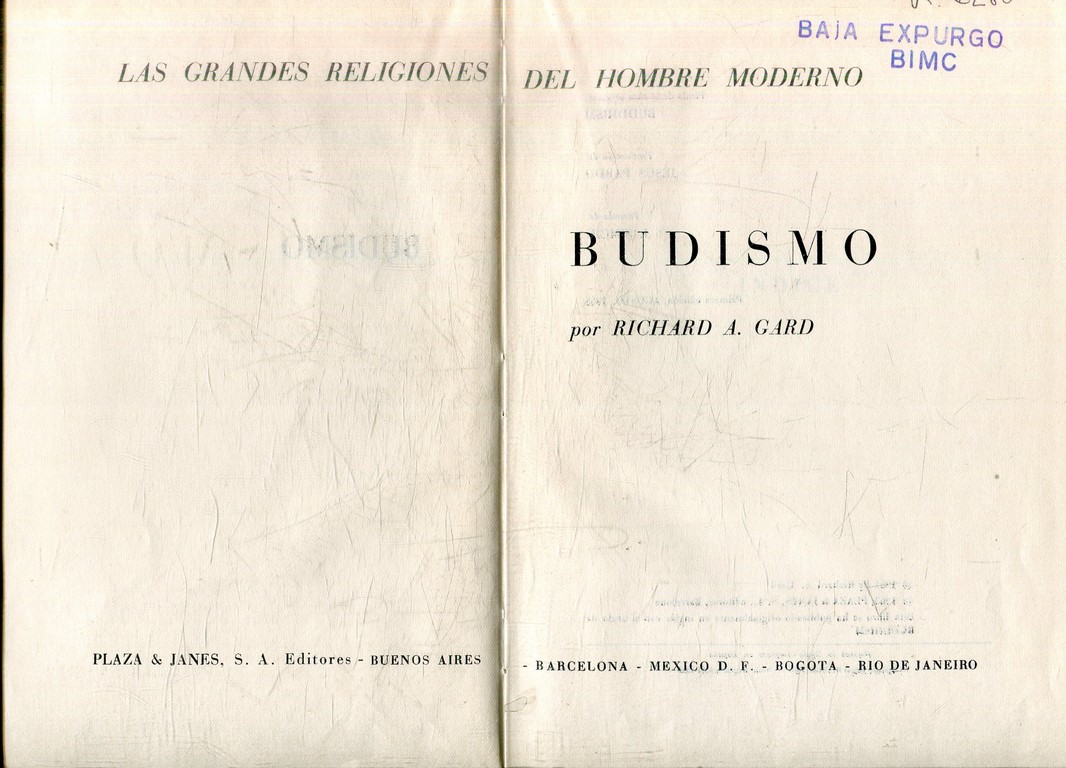 BAJA EXPURGO
BIMC
LAS GRANDES RELIGIONES DEL HOMBRE MODERNO
BUDISMO
por RICHARD A. GARD
PLAZA & JANES, S. A. Editores - BUENOS AIRES - BARCELONA - MEXICO D. F. - BOGOTA - RIO DE JANEIRO